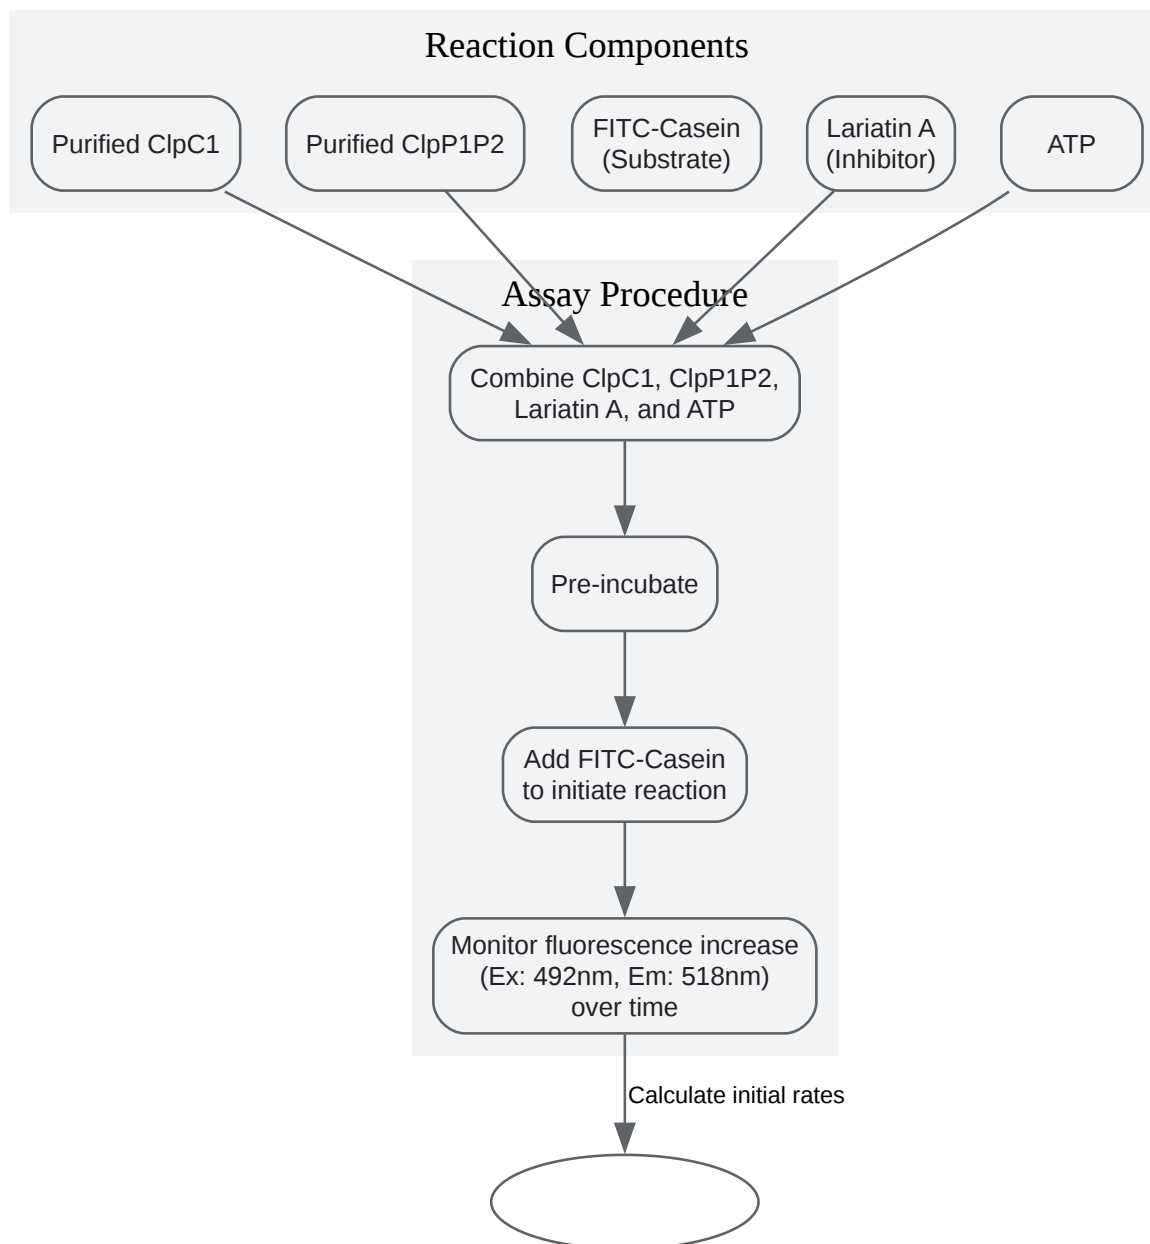 Reaction Components
Purified ClpC1
Purified ClpP1P2
FITC-Casein
(Substrate)
Lariatin A
(Inhibitor)
ATP
Assay Procedure
Combine ClpC1, ClpP1P2,
Lariatin A, and ATP
Pre-incubate
Add FITC-Casein
to initiate reaction
Monitor fluorescence increase
(Ex: 492nm, Em: 518nm)
over time
Calculate initial rates